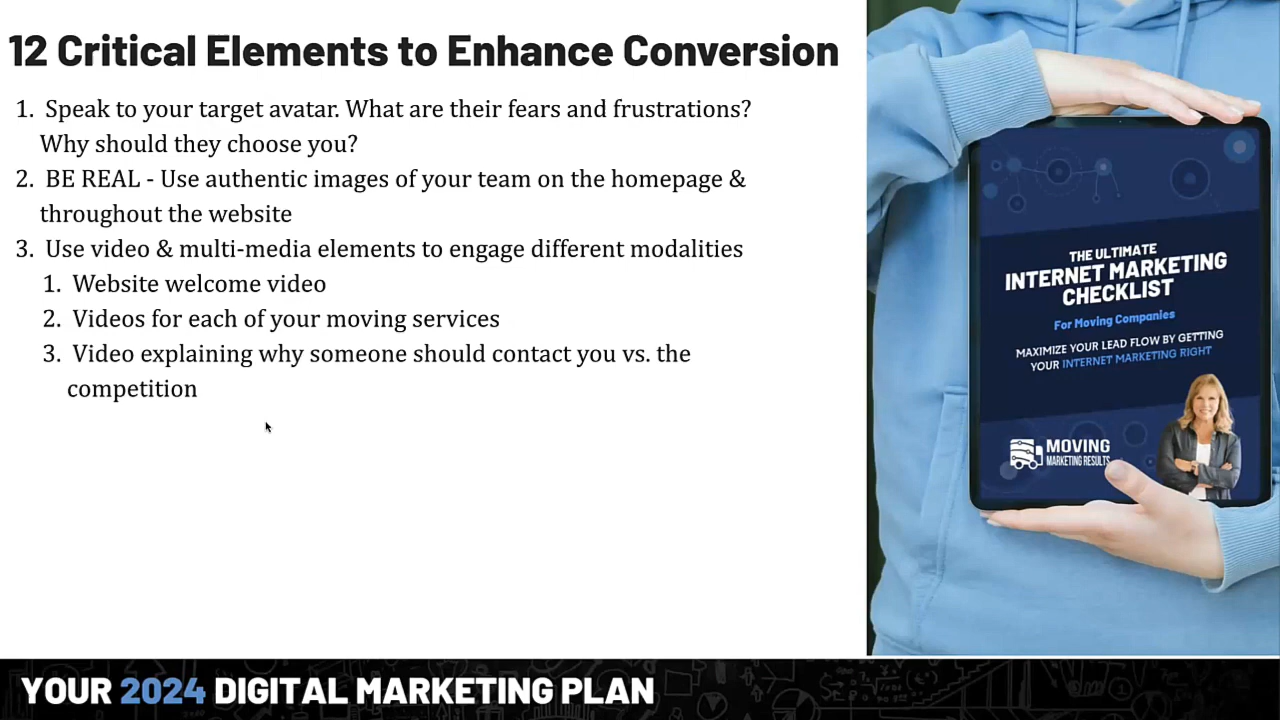 12 Critical Elements to Enhance Conversion
1. Speak to your target avatar. What are their fears and frustrations?
Why should they choose you?
2. BE REAL - Use authentic images of your team on the homepage &
throughout the website
3. Use video & multi-media elements to engage different modalities
1. Website welcome video
2. Videos for each of your moving services
3. Video explaining why someone should contact you vs. the
competition
THE ULTIMATE
INTERNET MARKETING
CHECKLIST
For Moving Companies
MAXIMIZE YOUR LEAD FLOW BY GETTING
YOUR INTERNET MARKETING RIGHT
MOVING
MARKETING RESULTS
YOUR 2024 DIGITAL MARKETING PLAN